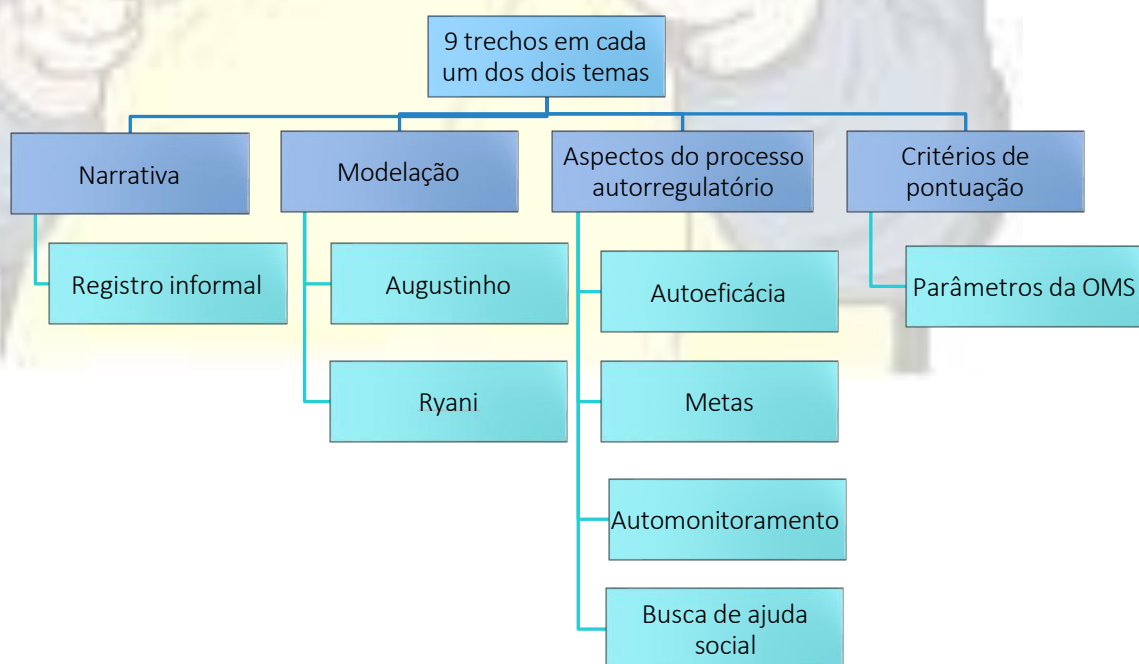 9 trechos em cada
um dos dois temas
Narrativa
Registro informal
Modelação
Augustinho
Ryani
Aspectos do processo
autorregulatório
Autoeficácia
Metas
Automonitoramento
Busca de ajuda
social
Critérios de
pontuação
Parâmetros da OMS